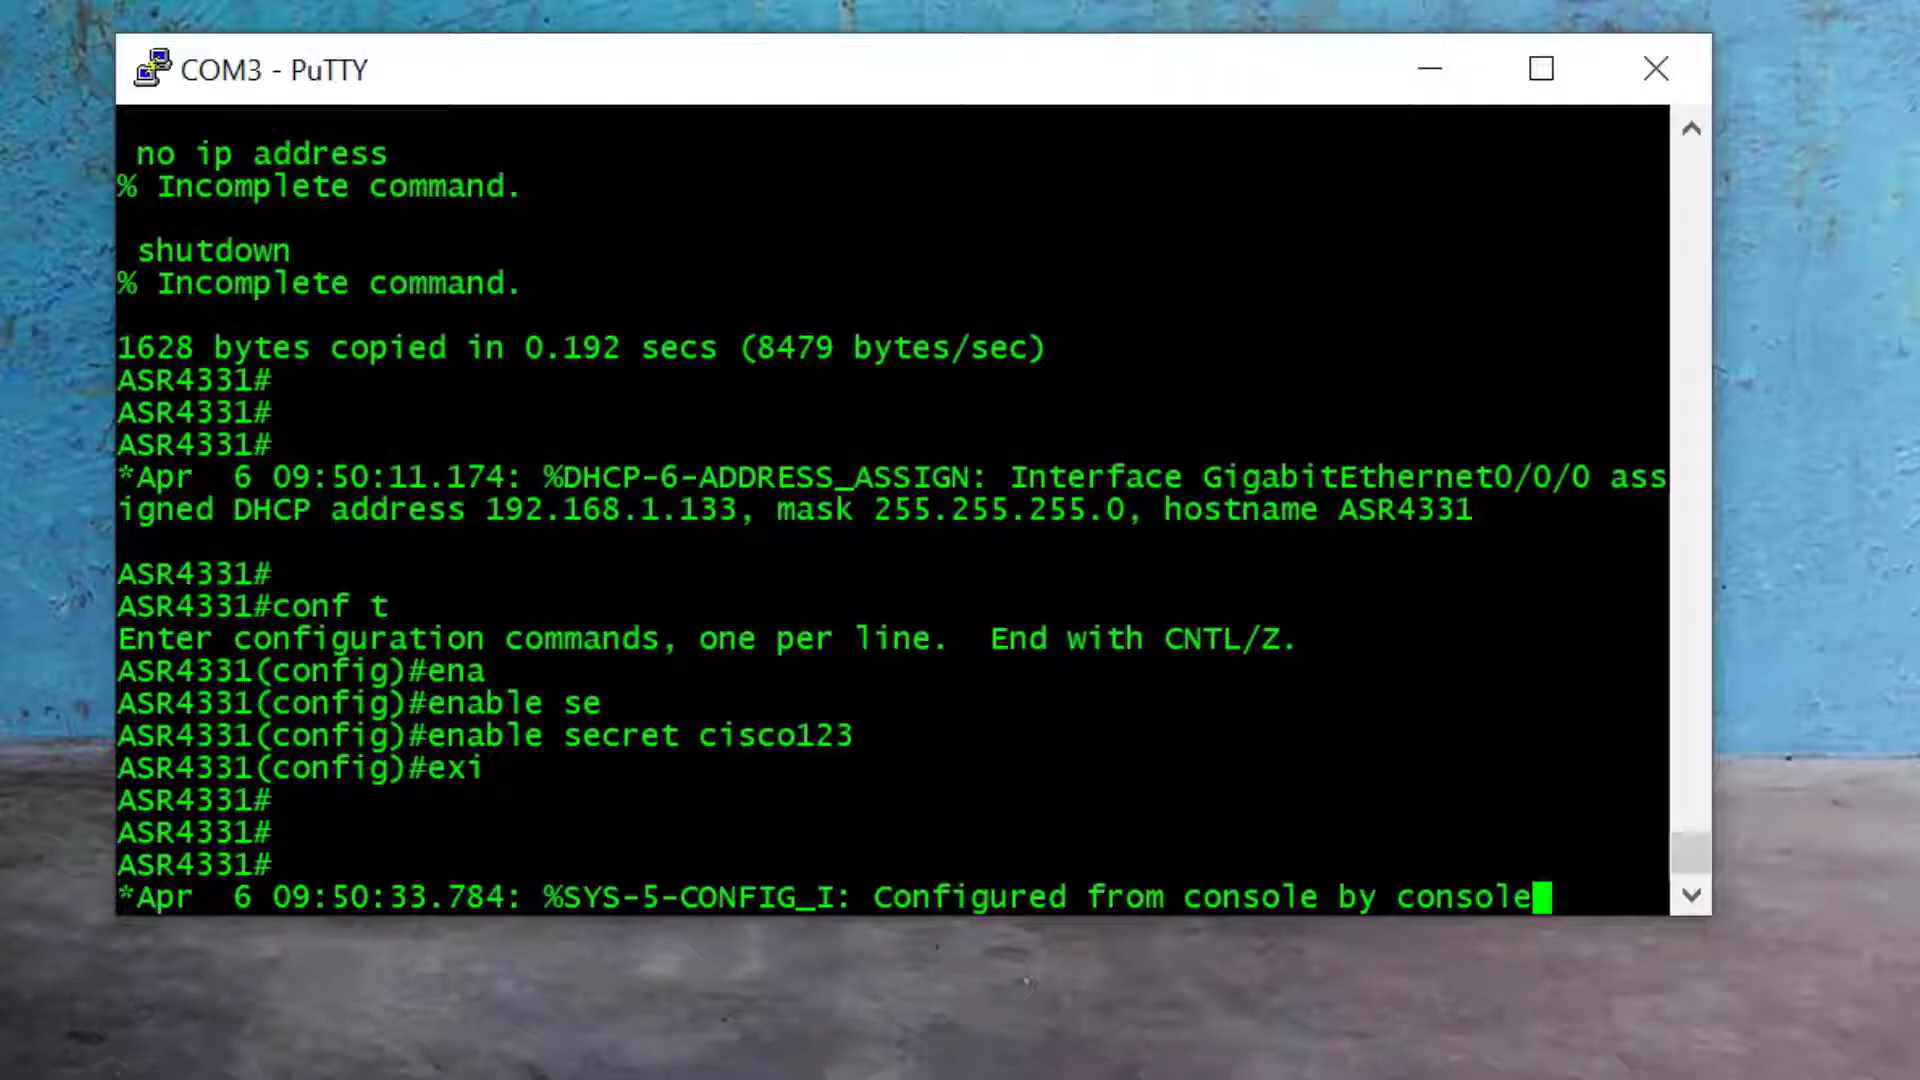 COM3 - PuTTY
no ip address
% Incomplete command.
shutdown
% Incomplete command.
1628 bytes copied in 0.192 secs (8479 bytes/sec)
ASR4331#
ASR4331#
ASR4331#
*Apr  6 09:50:11.174: %DHCP-6-ADDRESS_ASSIGN: Interface GigabitEthernet0/0/0 ass
igned DHCP address 192.168.1.133, mask 255.255.255.0, hostname ASR4331
ASR4331#
ASR4331#conf t
Enter configuration commands, one per line.  End with CNTL/Z.
ASR4331(config)#ena
ASR4331(config)#enable se
ASR4331(config)#enable secret cisco123
ASR4331(config)#exi
ASR4331#
ASR4331#
ASR4331#
*Apr  6 09:50:33.784: %SYS-5-CONFIG_I: Configured from console by console